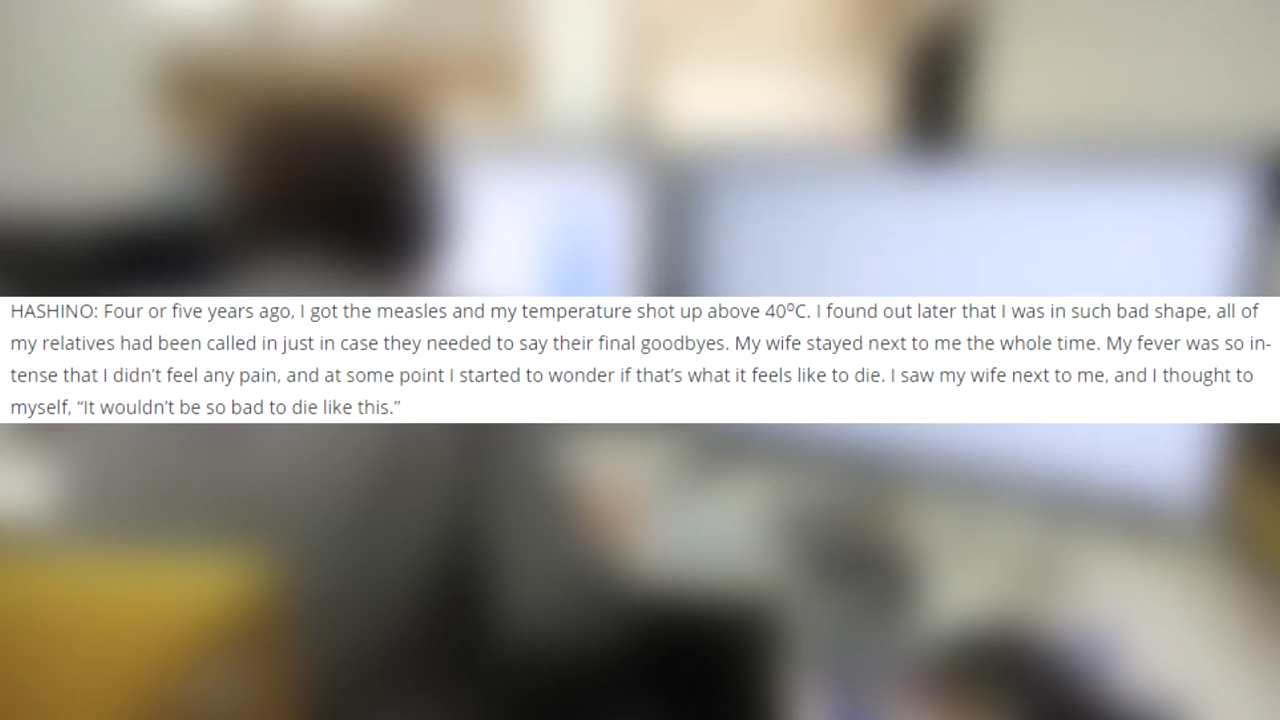 HASHINO: Four or five years ago, I got the measles and my temperature shot up above 40⁰C. I found out later that I was in such bad shape, all of
my relatives had been called in just in case they needed to say their final goodbyes. My wife stayed next to me the whole time. My fever was so in-
tense that I didn’t feel any pain, and at some point I started to wonder if that’s what it feels like to die. I saw my wife next to me, and I thought to
myself, “It wouldn’t be so bad to die like this.”